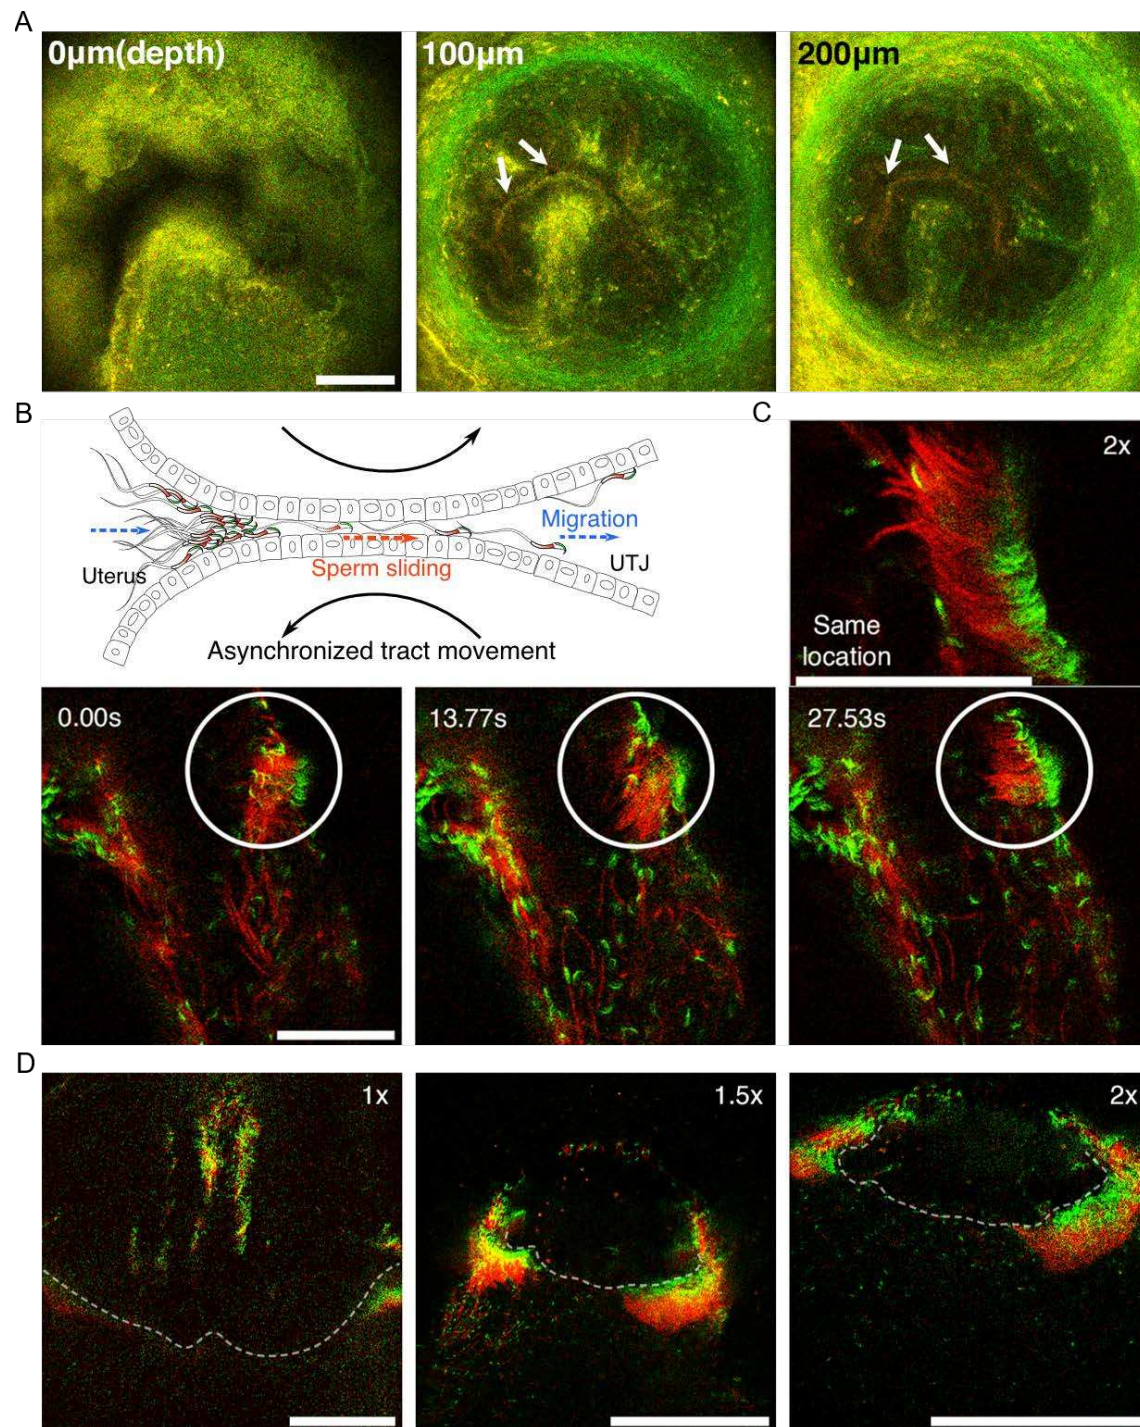 A
0µm(depth)
100µm
200µm
B
Uterus
Sperm sliding
Migration
UTJ
Asynchronized tract movement
C
2x
Same
location
0.00s
13.77s
27.53s
D
1x
1.5x
2x